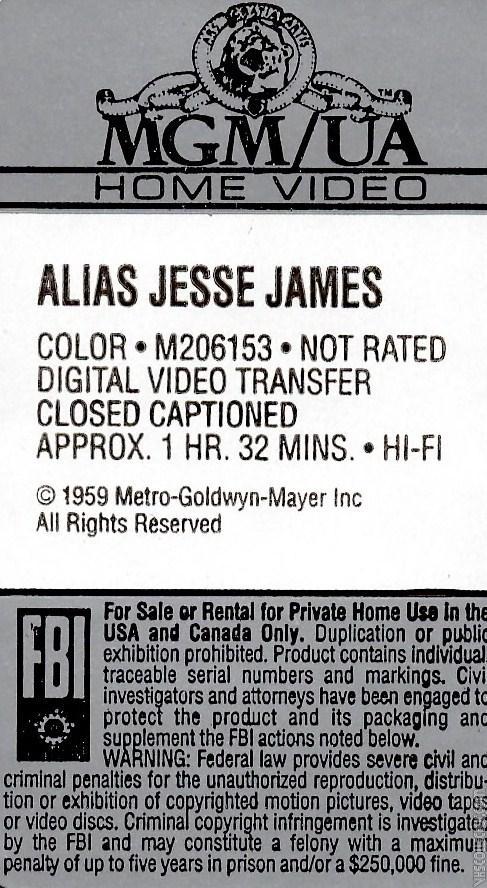 ARS GRATIA ARTIS
TM
MGM/UA
HOME VIDEO
ALIAS JESSE JAMES
COLOR • M206153 • NOT RATED
DIGITAL VIDEO TRANSFER
CLOSED CAPTIONED
APPROX. 1 HR. 32 MINS. • HI-FI
© 1959 Metro-Goldwyn-Mayer Inc
All Rights Reserved
FBI
For Sale or Rental for Private Home Use in the
USA and Canada Only. Duplication or public
exhibition prohibited. Product contains individual
traceable serial numbers and markings. Civi
investigators and attorneys have been engaged to
protect the product and its packaging and
supplement the FBI actions noted below.
WARNING: Federal law provides severe civil and
criminal penalties for the unauthorized reproduction, distribu-
tion or exhibition of copyrighted motion pictures, video tapes
or video discs. Criminal copyright infringement is investigated
by the FBI and may constitute a felony with a maximum
penalty of up to five years in prison and/or a $250,000 fine.